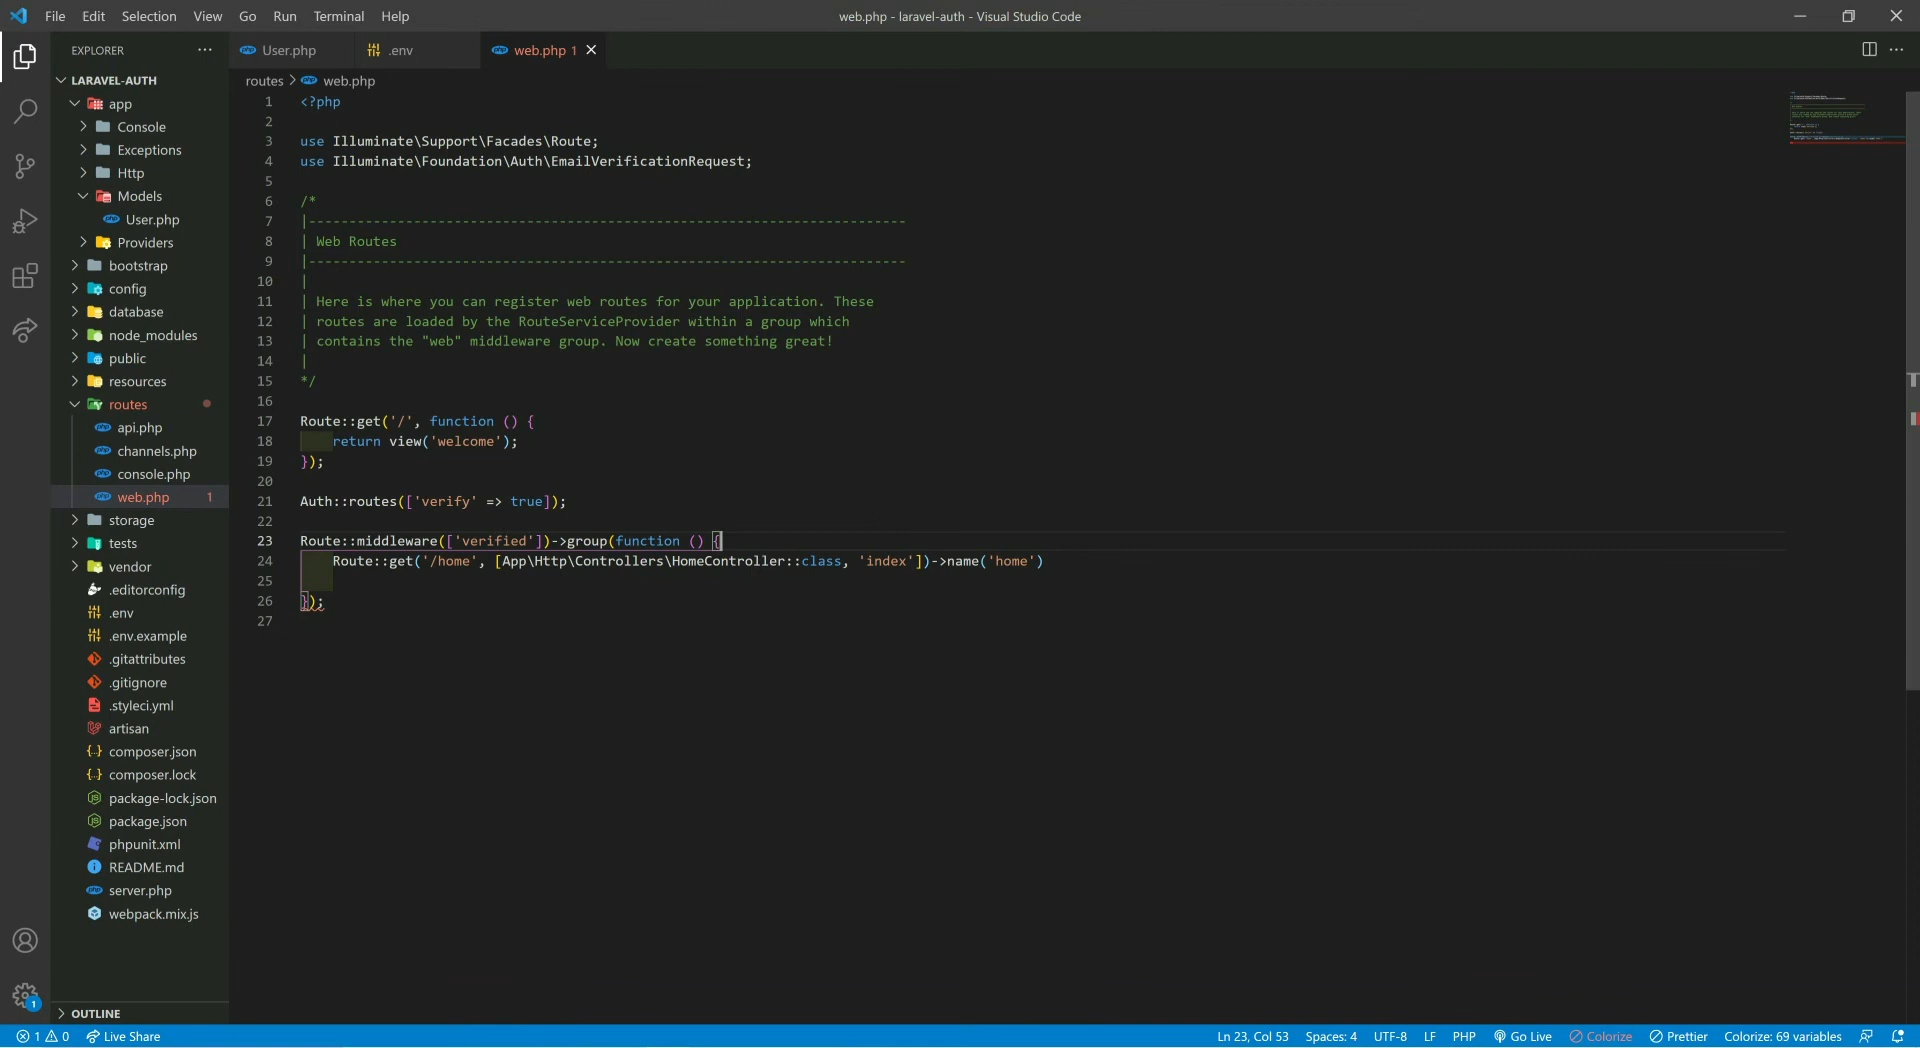 File Edit Selection View Go Run Terminal Help
web.php - laravel-auth - Visual Studio Code
EXPLORER
LARAVEL-AUTH
app
Console
Exceptions
Http
Models
User.php
Providers
bootstrap
config
database
node_modules
public
resources
routes
api.php
channels.php
console.php
web.php 1
storage
tests
vendor
.editorconfig
.env
.env.example
.gitattributes
.gitignore
.styleci.yml
artisan
composer.json
composer.lock
package-lock.json
package.json
phpunit.xml
README.md
server.php
webpack.mix.js
OUTLINE
User.php .env web.php 1
routes > web.php
1 <?php
2
3 use Illuminate\Support\Facades\Route;
4 use Illuminate\Foundation\Auth\EmailVerificationRequest;
5
6 /*
7 |--------------------------------------------------------------------------
8 | Web Routes
9 |--------------------------------------------------------------------------
10 |
11 | Here is where you can register web routes for your application. These
12 | routes are loaded by the RouteServiceProvider within a group which
13 | contains the "web" middleware group. Now create something great!
14 |
15 */
16
17 Route::get('/', function () {
18     return view('welcome');
19 });
20
21 Auth::routes(['verify' => true]);
22
23 Route::middleware(['verified'])->group(function () {
24     Route::get('/home', [App\Http\Controllers\HomeController::class, 'index'])->name('home')
25
26 });
27
1
1 0 Live Share
Ln 23, Col 53 Spaces: 4 UTF-8 LF PHP Go Live Colorize Prettier Colorize: 69 variables